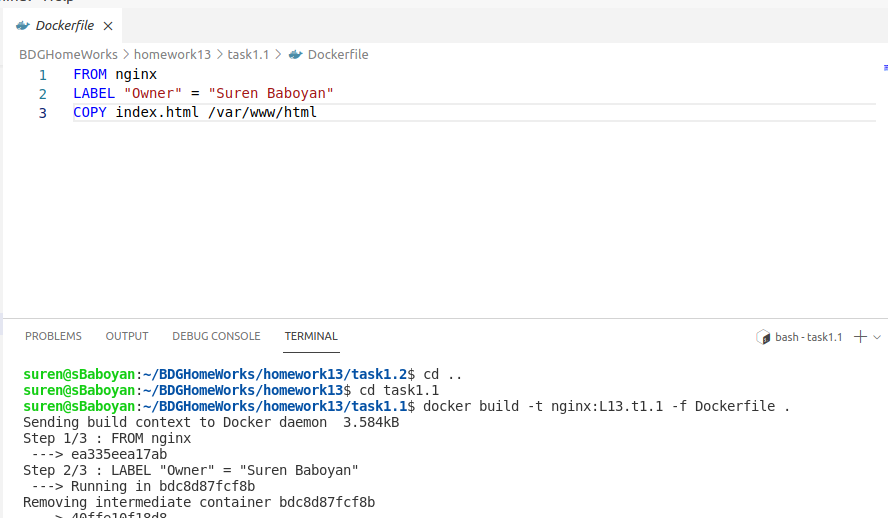 Help
Dockerfile ×
BDGHomeWorks > homework13 > task1.1 > Dockerfile
1 FROM nginx
2 LABEL "Owner" = "Suren Baboyan"
3 COPY index.html /var/www/html
PROBLEMS OUTPUT DEBUG CONSOLE TERMINAL bash - task1.1
suren@sBaboyan:~/BDGHomeWorks/homework13/task1.2$ cd ..
suren@sBaboyan:~/BDGHomeWorks/homework13$ cd task1.1
suren@sBaboyan:~/BDGHomeWorks/homework13/task1.1$ docker build -t nginx:L13.t1.1 -f Dockerfile .
Sending build context to Docker daemon  3.584kB
Step 1/3 : FROM nginx
 ---> ea335eea17ab
Step 2/3 : LABEL "Owner" = "Suren Baboyan"
 ---> Running in bdc8d87fcf8b
Removing intermediate container bdc8d87fcf8b
 ---> 40ffe10f18d8